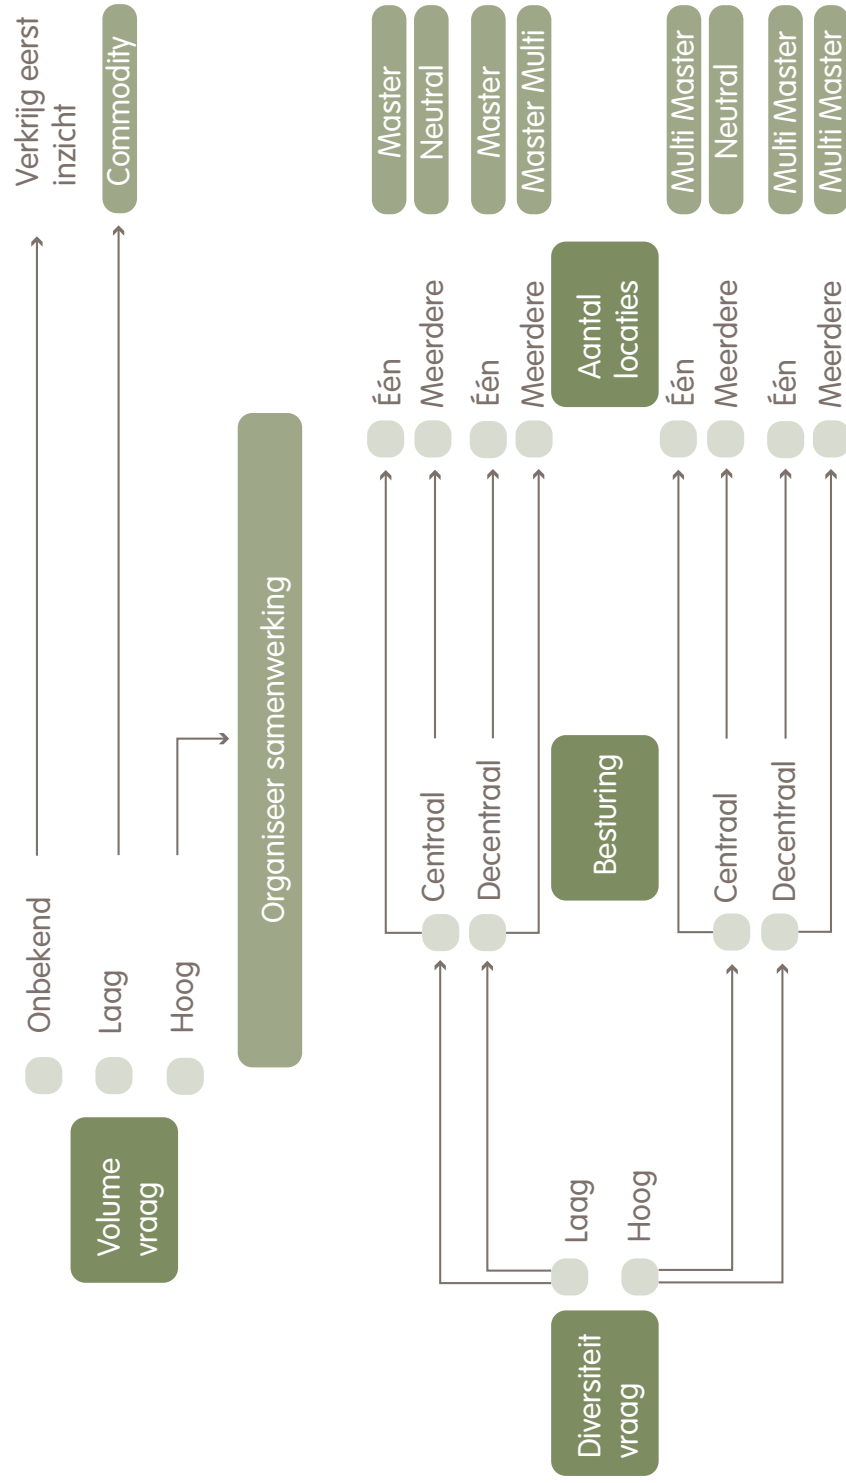 Volume
vraag
Onbekend
Verkrijg eerst
inzicht
Laag
Commodity
Hoog
Organiseer samenwerking
Diversiteit
vraag
Laag
Hoog
Besturing
Centraal
Decentraal
Centraal
Decentraal
Aantal
locaties
Één
Master
Meerdere
Neutral
Één
Master
Meerdere
Master Multi
Één
Multi Master
Meerdere
Neutral
Één
Multi Master
Meerdere
Multi Master